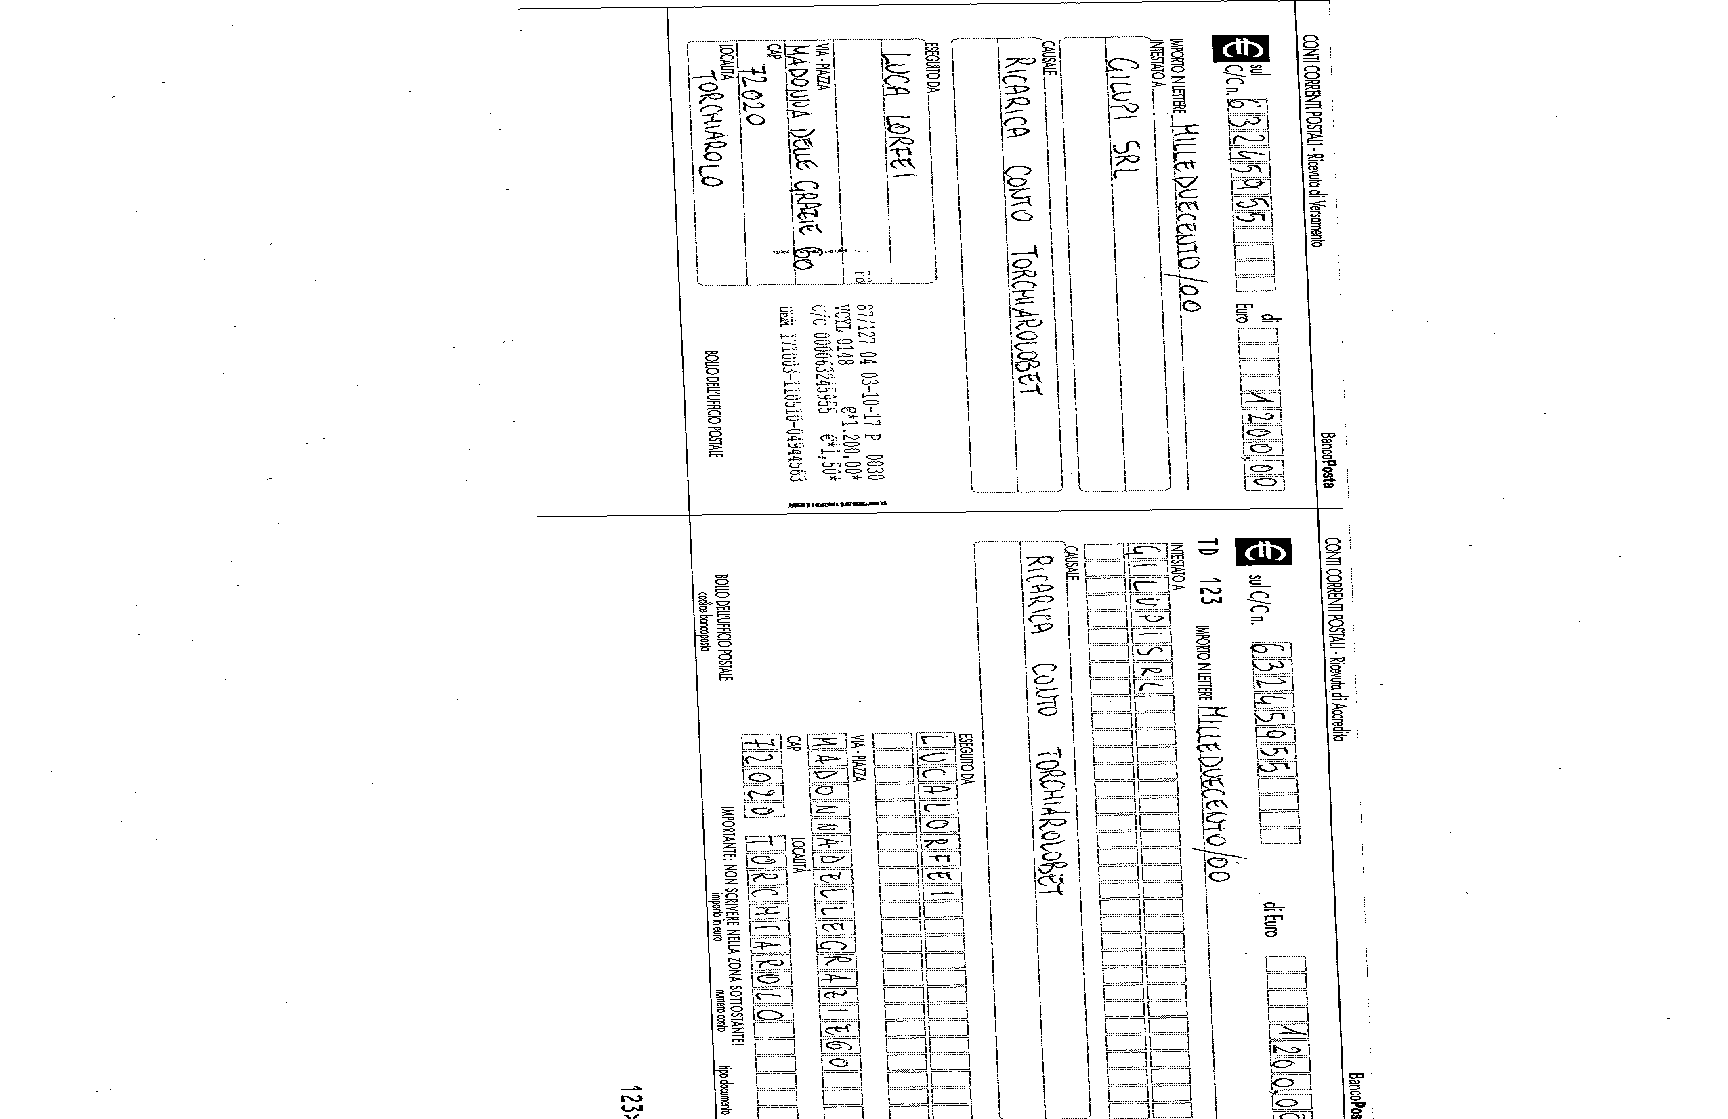 CONTI CORRENTI POSTALI - Ricevuta di Versamento
BancoPosta
€ sul C/C n. 63245955 di Euro 1200,00
IMPORTO IN LETTERE MILLEDUECENTO/00
INTESTATO A
GILUPI SRL
CAUSALE
RICARICA CONTO TORCHIAROLOBET
ESEGUITO DA
LUCA LORFEI
VIA - PIAZZA
MADONNA DELLE GRAZIE 60
CAP
72020
LOCALITÀ
TORCHIAROLO
87/127 04 03-10-17 P 0030
VCYL 0148 €*1.200,00*
C/C 000063245955 €*1,50*
BOLLO DELL'UFFICIO POSTALE
CONTI CORRENTI POSTALI - Ricevuta di Accredito
BancoPos
€ sul C/C n. 63245955 di Euro 1200,0
TD 123 IMPORTO IN LETTERE MILLEDUECENTO/00
INTESTATO A
GILUPI SRL
CAUSALE
RICARICA CONTO TORCHIAROLOBET
ESEGUITO DA
LUCA LORFEI
VIA - PIAZZA
MADONNA DELLE GRAZIE 60
CAP LOCALITÀ
72020 TORCHIAROLO
BOLLO DELL'UFFICIO POSTALE
codice bancoposta
IMPORTANTE: NON SCRIVERE NELLA ZONA SOTTOSTANTE!
importo in euro numero conto tipo documento
123>